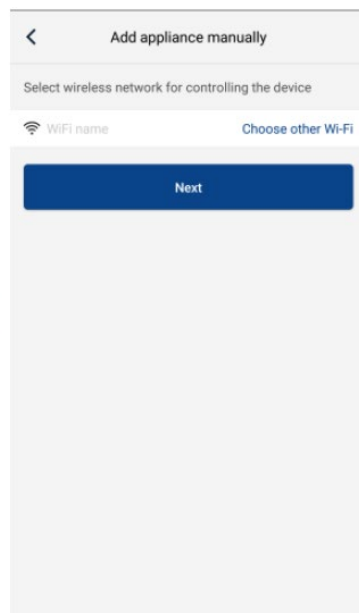 Add appliance manually
Select wireless network for controlling the device
WiFi name Choose other Wi-Fi
Next